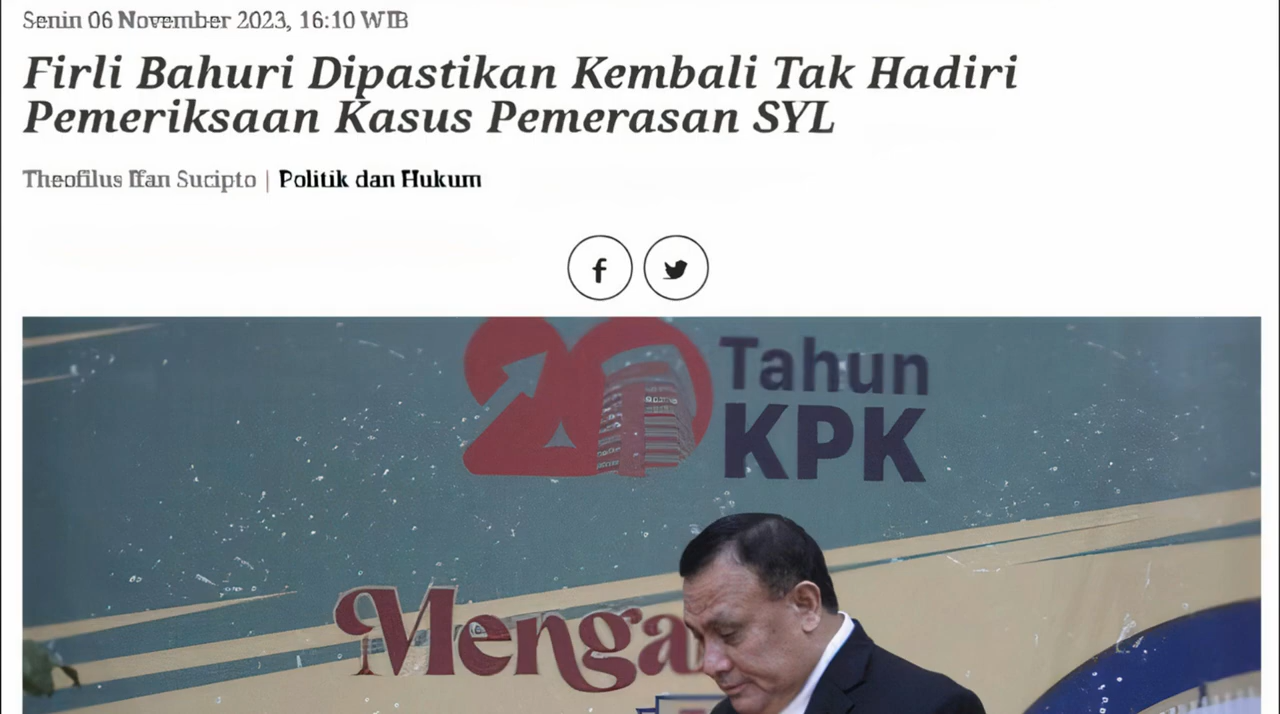 Senin 06 November 2023, 16:10 WIB
Firli Bahuri Dipastikan Kembali Tak Hadiri
Pemeriksaan Kasus Pemerasan SYL
Theofilus Ifan Sucipto | Politik dan Hukum
20 Tahun
KPK
Menga